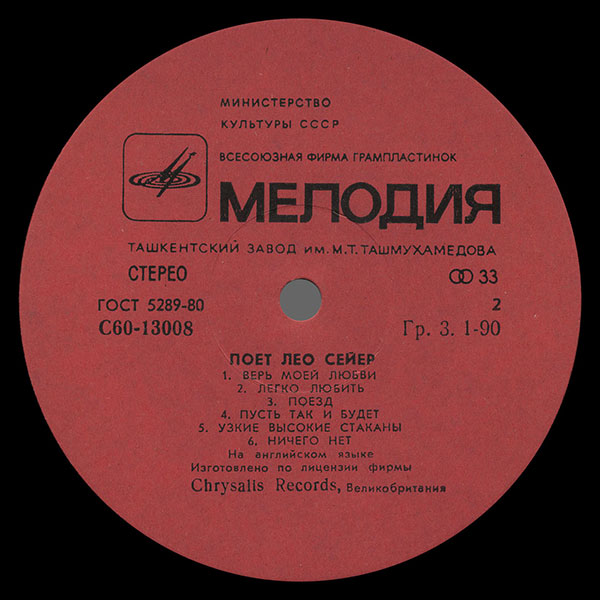 МИНИСТЕРСТВО
КУЛЬТУРЫ СССР
ВСЕСОЮЗНАЯ ФИРМА ГРАМПЛАСТИНОК
МЕЛОДИЯ
ТАШКЕНТСКИЙ ЗАВОД ИМ. М.Т. ТАШМУХАМЕДОВА
СТЕРЕО 33
ГОСТ 5289-80 2
С60-13008 Гр. 3. 1-90
ПОЕТ ЛЕО СЕЙЕР
1. ВЕРЬ МОЕЙ ЛЮБВИ
2. ЛЕГКО ЛЮБИТЬ
3. ПОЕЗД
4. ПУСТЬ ТАК И БУДЕТ
5. УЗКИЕ ВЫСОКИЕ СТАКАНЫ
6. НИЧЕГО НЕТ
На английском языке
Изготовлено по лицензии фирмы
Chrysalis Records, Великобритания